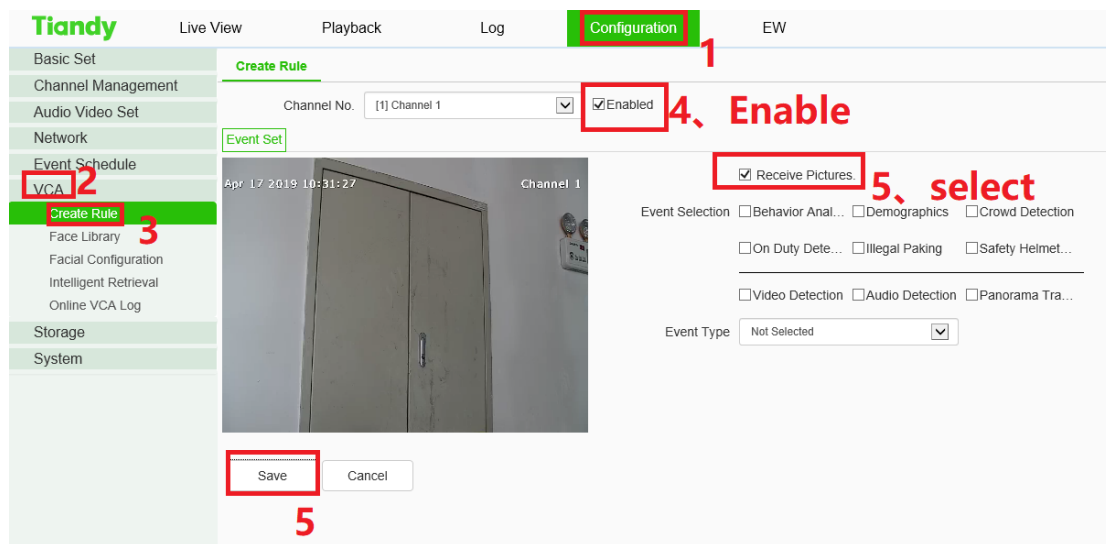 Tiandy Live View Playback Log Configuration EW
1
Basic Set
Channel Management
Audio Video Set
Network
Event Schedule
VCA
2
Create Rule
3
Face Library
Facial Configuration
Intelligent Retrieval
Online VCA Log
Storage
System
Create Rule
Channel No. [1] Channel 1 Enabled
4、Enable
Event Set
Apr 17 2019 10:31:27 Channel 1
Receive Pictures.
5、select
Event Selection Behavior Anal... Demographics Crowd Detection
On Duty Dete... Illegal Paking Safety Helmet...
Video Detection Audio Detection Panorama Tra...
Event Type Not Selected
Save Cancel
5